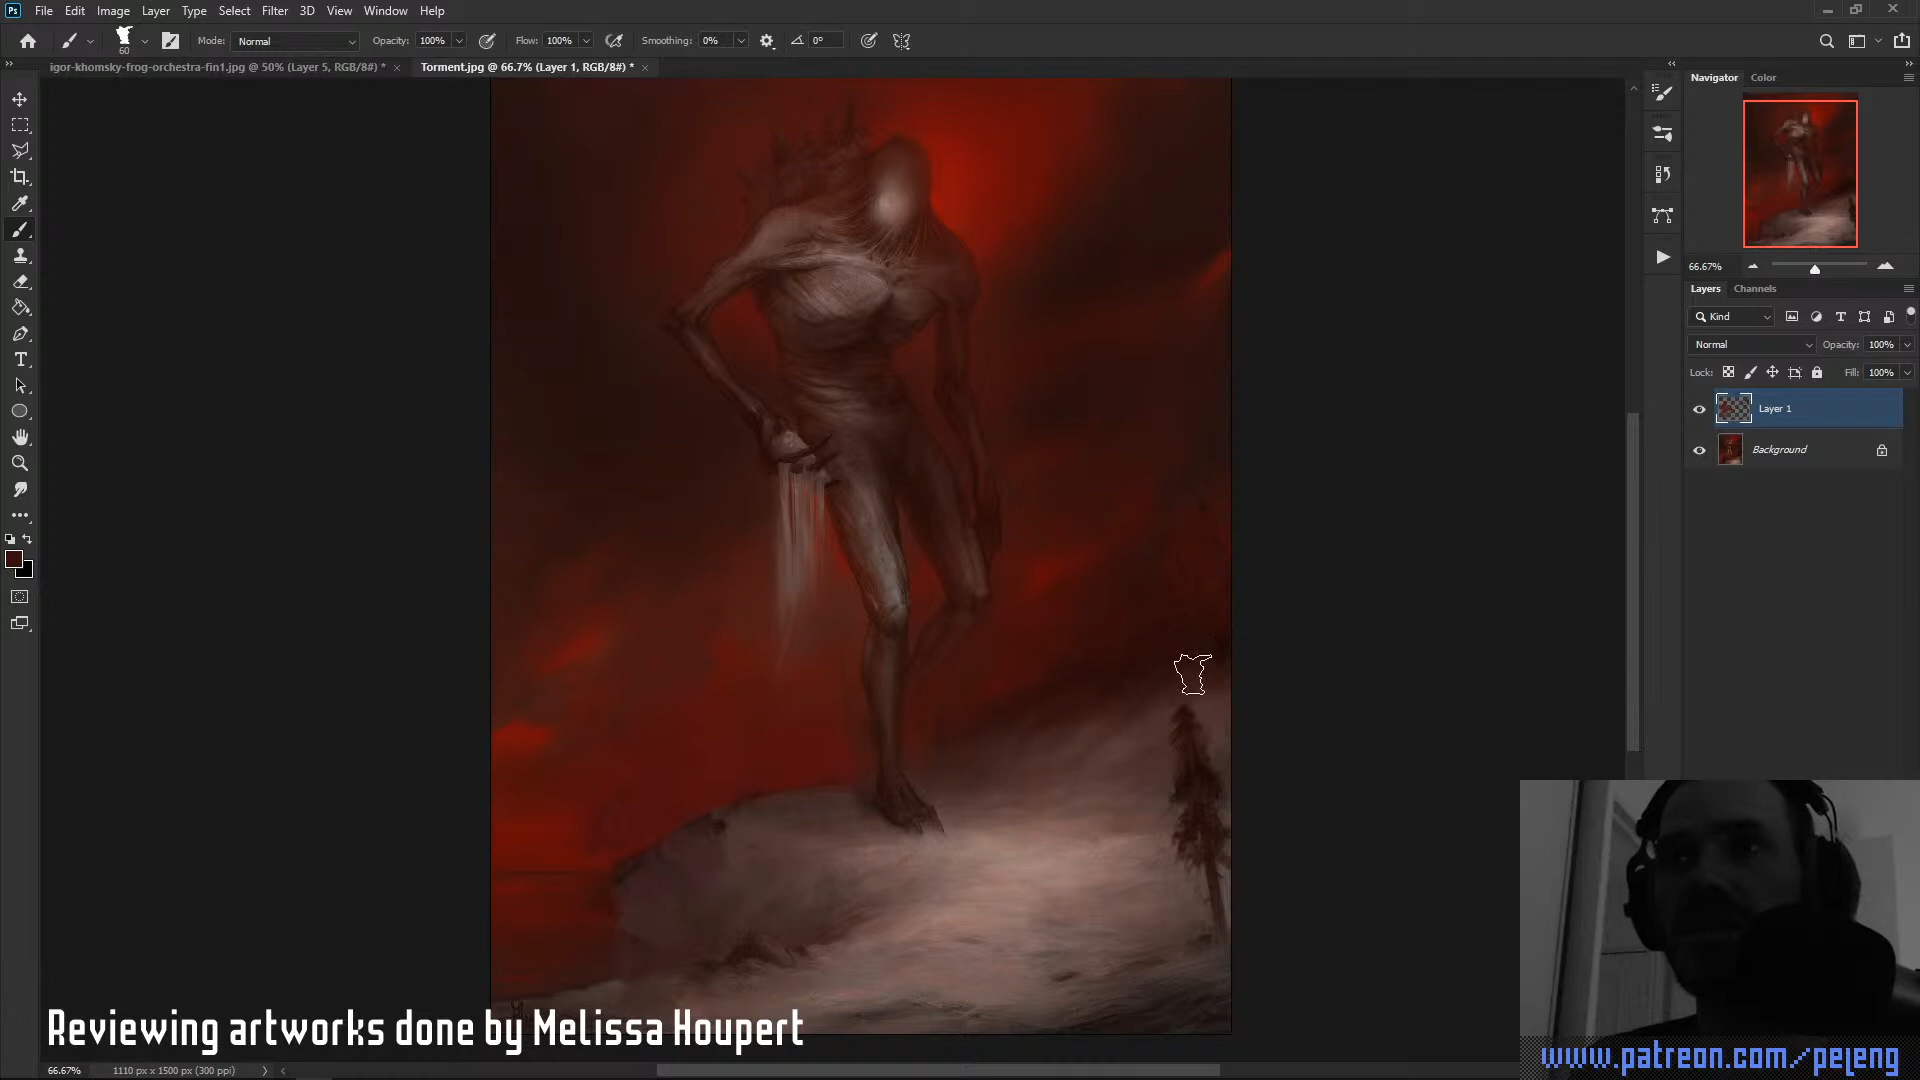 Ps File Edit Image Layer Type Select Filter 3D View Window Help
60 Mode: Normal Opacity: 100% Flow: 100% Smoothing: 0% 0°
igor-khomsky-frog-orchestra-fin1.jpg @ 50% (Layer 5, RGB/8#) * Torment.jpg @ 66.7% (Layer 1, RGB/8#) *
Navigator Color
66.67%
Layers Channels
Kind
Normal Opacity: 100%
Lock: Fill: 100%
Layer 1
Background
Reviewing artworks done by Melissa Houpert
www.patreon.com/peleng
66.67% 1110 px x 1500 px (300 ppi)